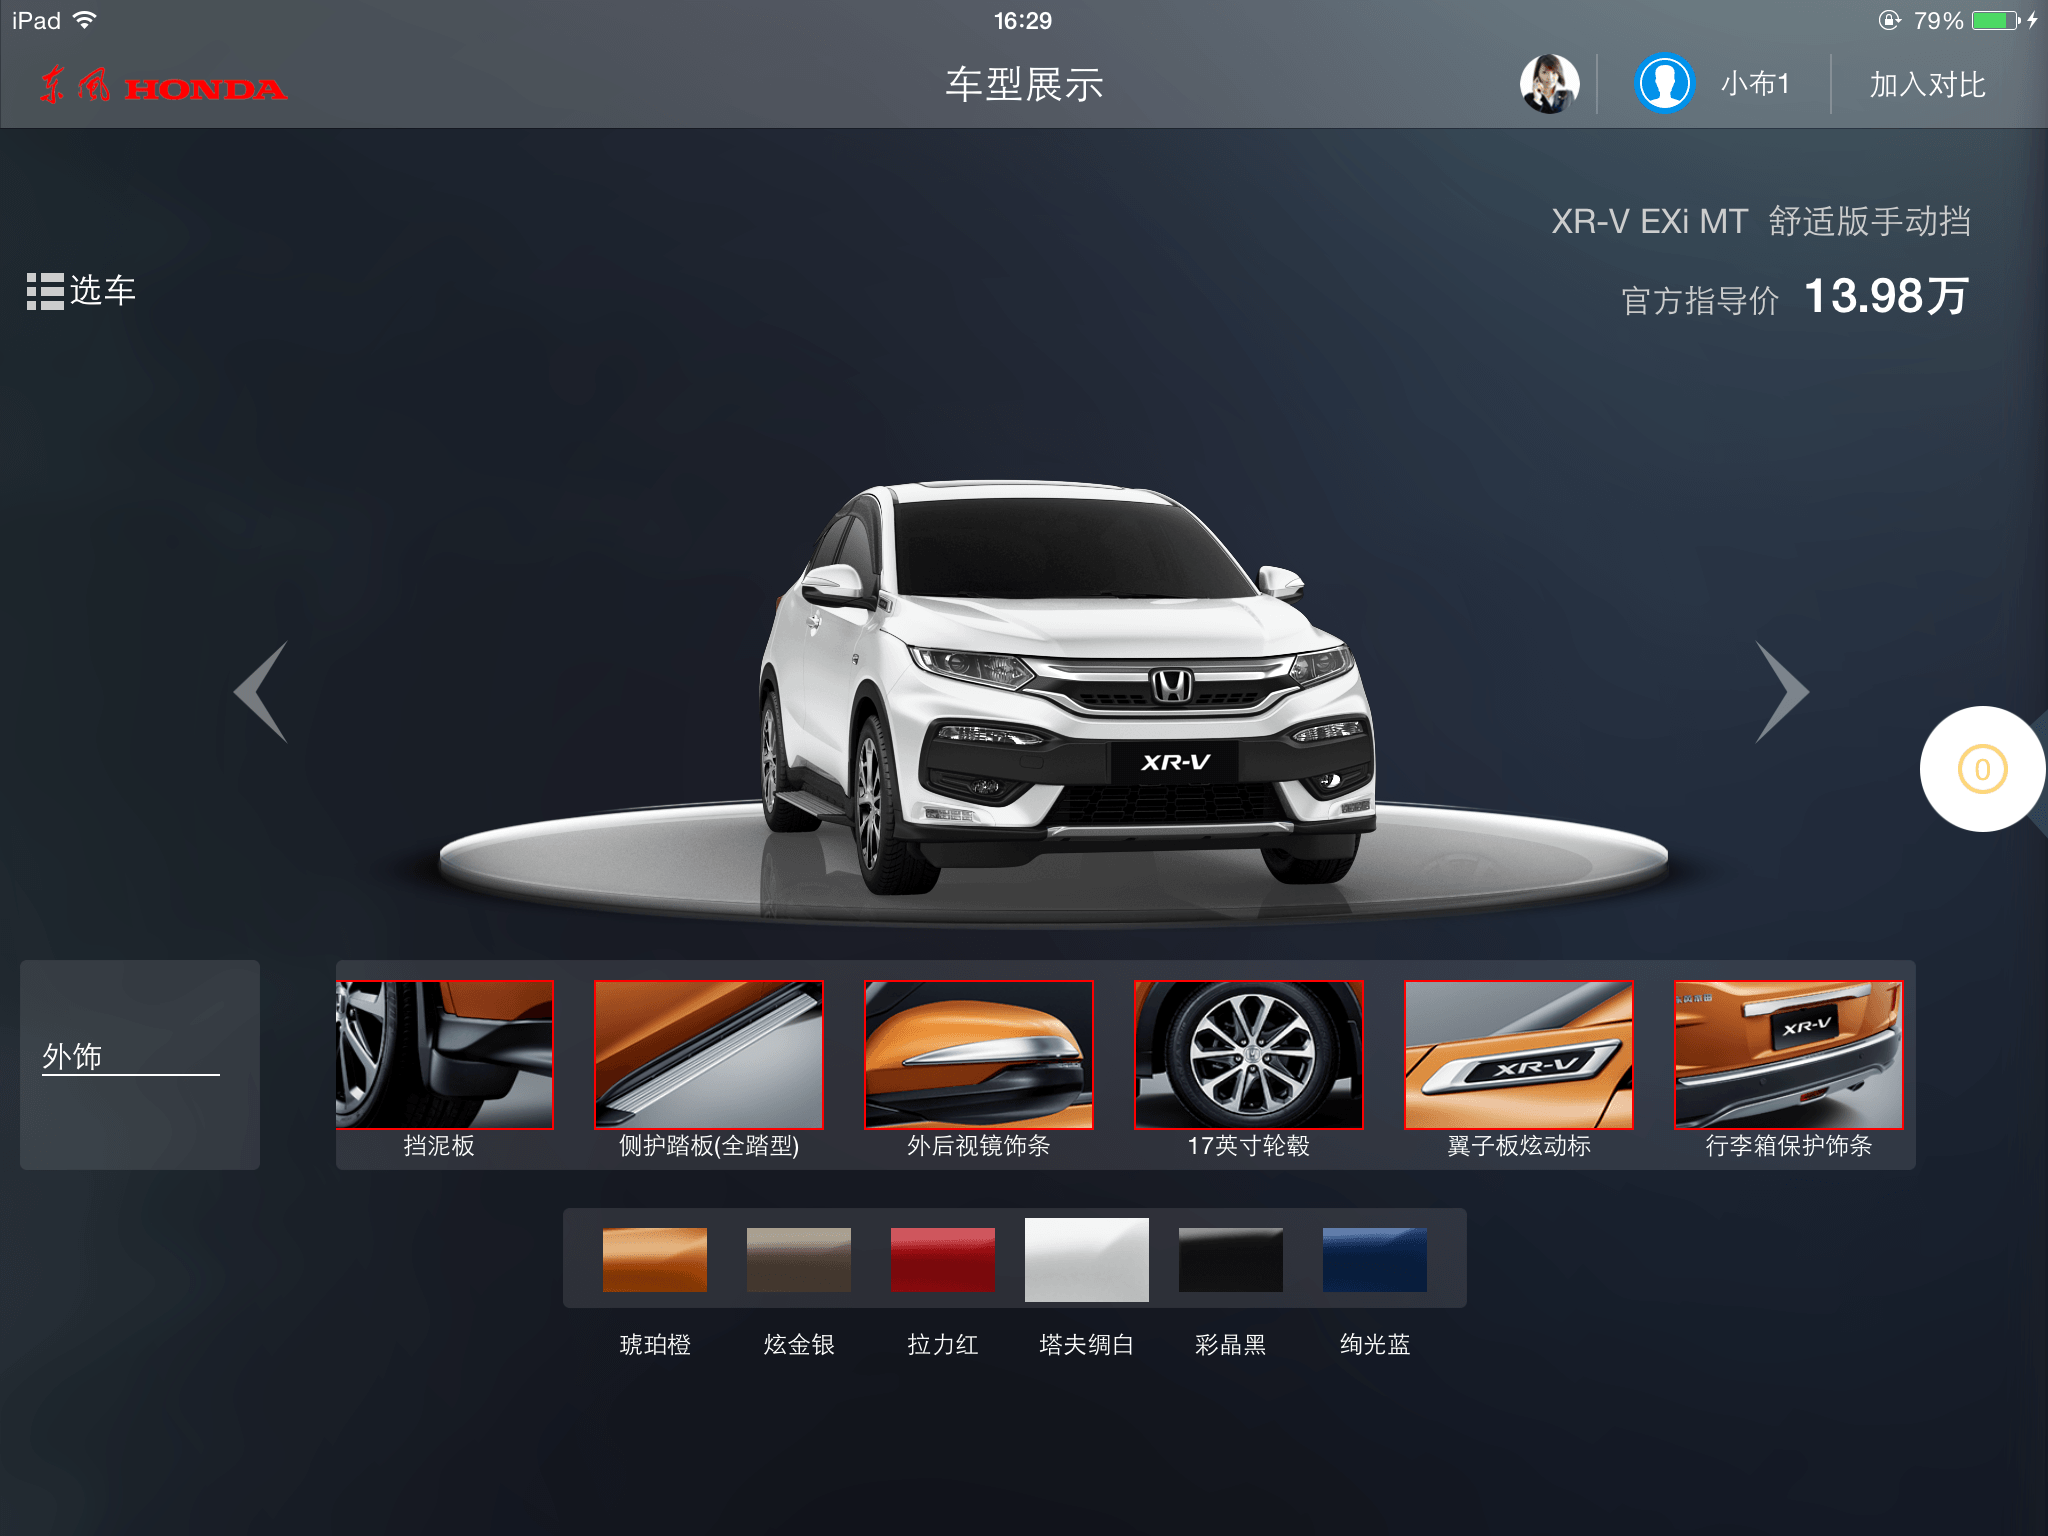 iPad 16:29 79%
东风 HONDA 车型展示 小布1 加入对比
XR-V EXi MT 舒适版手动挡
选车
官方指导价 13.98万
XR-V
0
外饰
XR-V
XR-V
挡泥板 侧护踏板(全踏型) 外后视镜饰条 17英寸轮毂 翼子板炫动标 行李箱保护饰条
琥珀橙 炫金银 拉力红 塔夫绸白 彩晶黑 绚光蓝